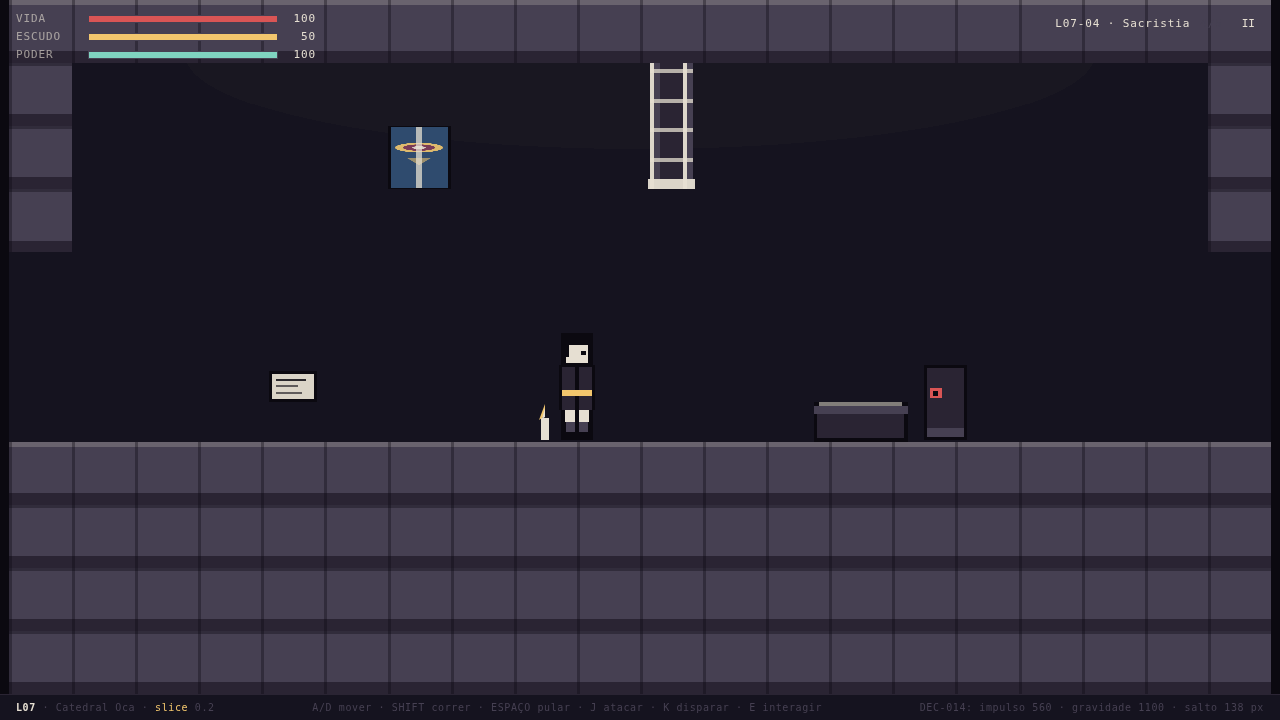 VIDA 100
ESCUDO 50
PODER 100
L07-04 · Sacristia II
L07 · Catedral Oca · slice 0.2 A/D mover · SHIFT correr · ESPAÇO pular · J atacar · K disparar · E interagir DEC-014: impulso 560 · gravidade 1100 · salto 138 px